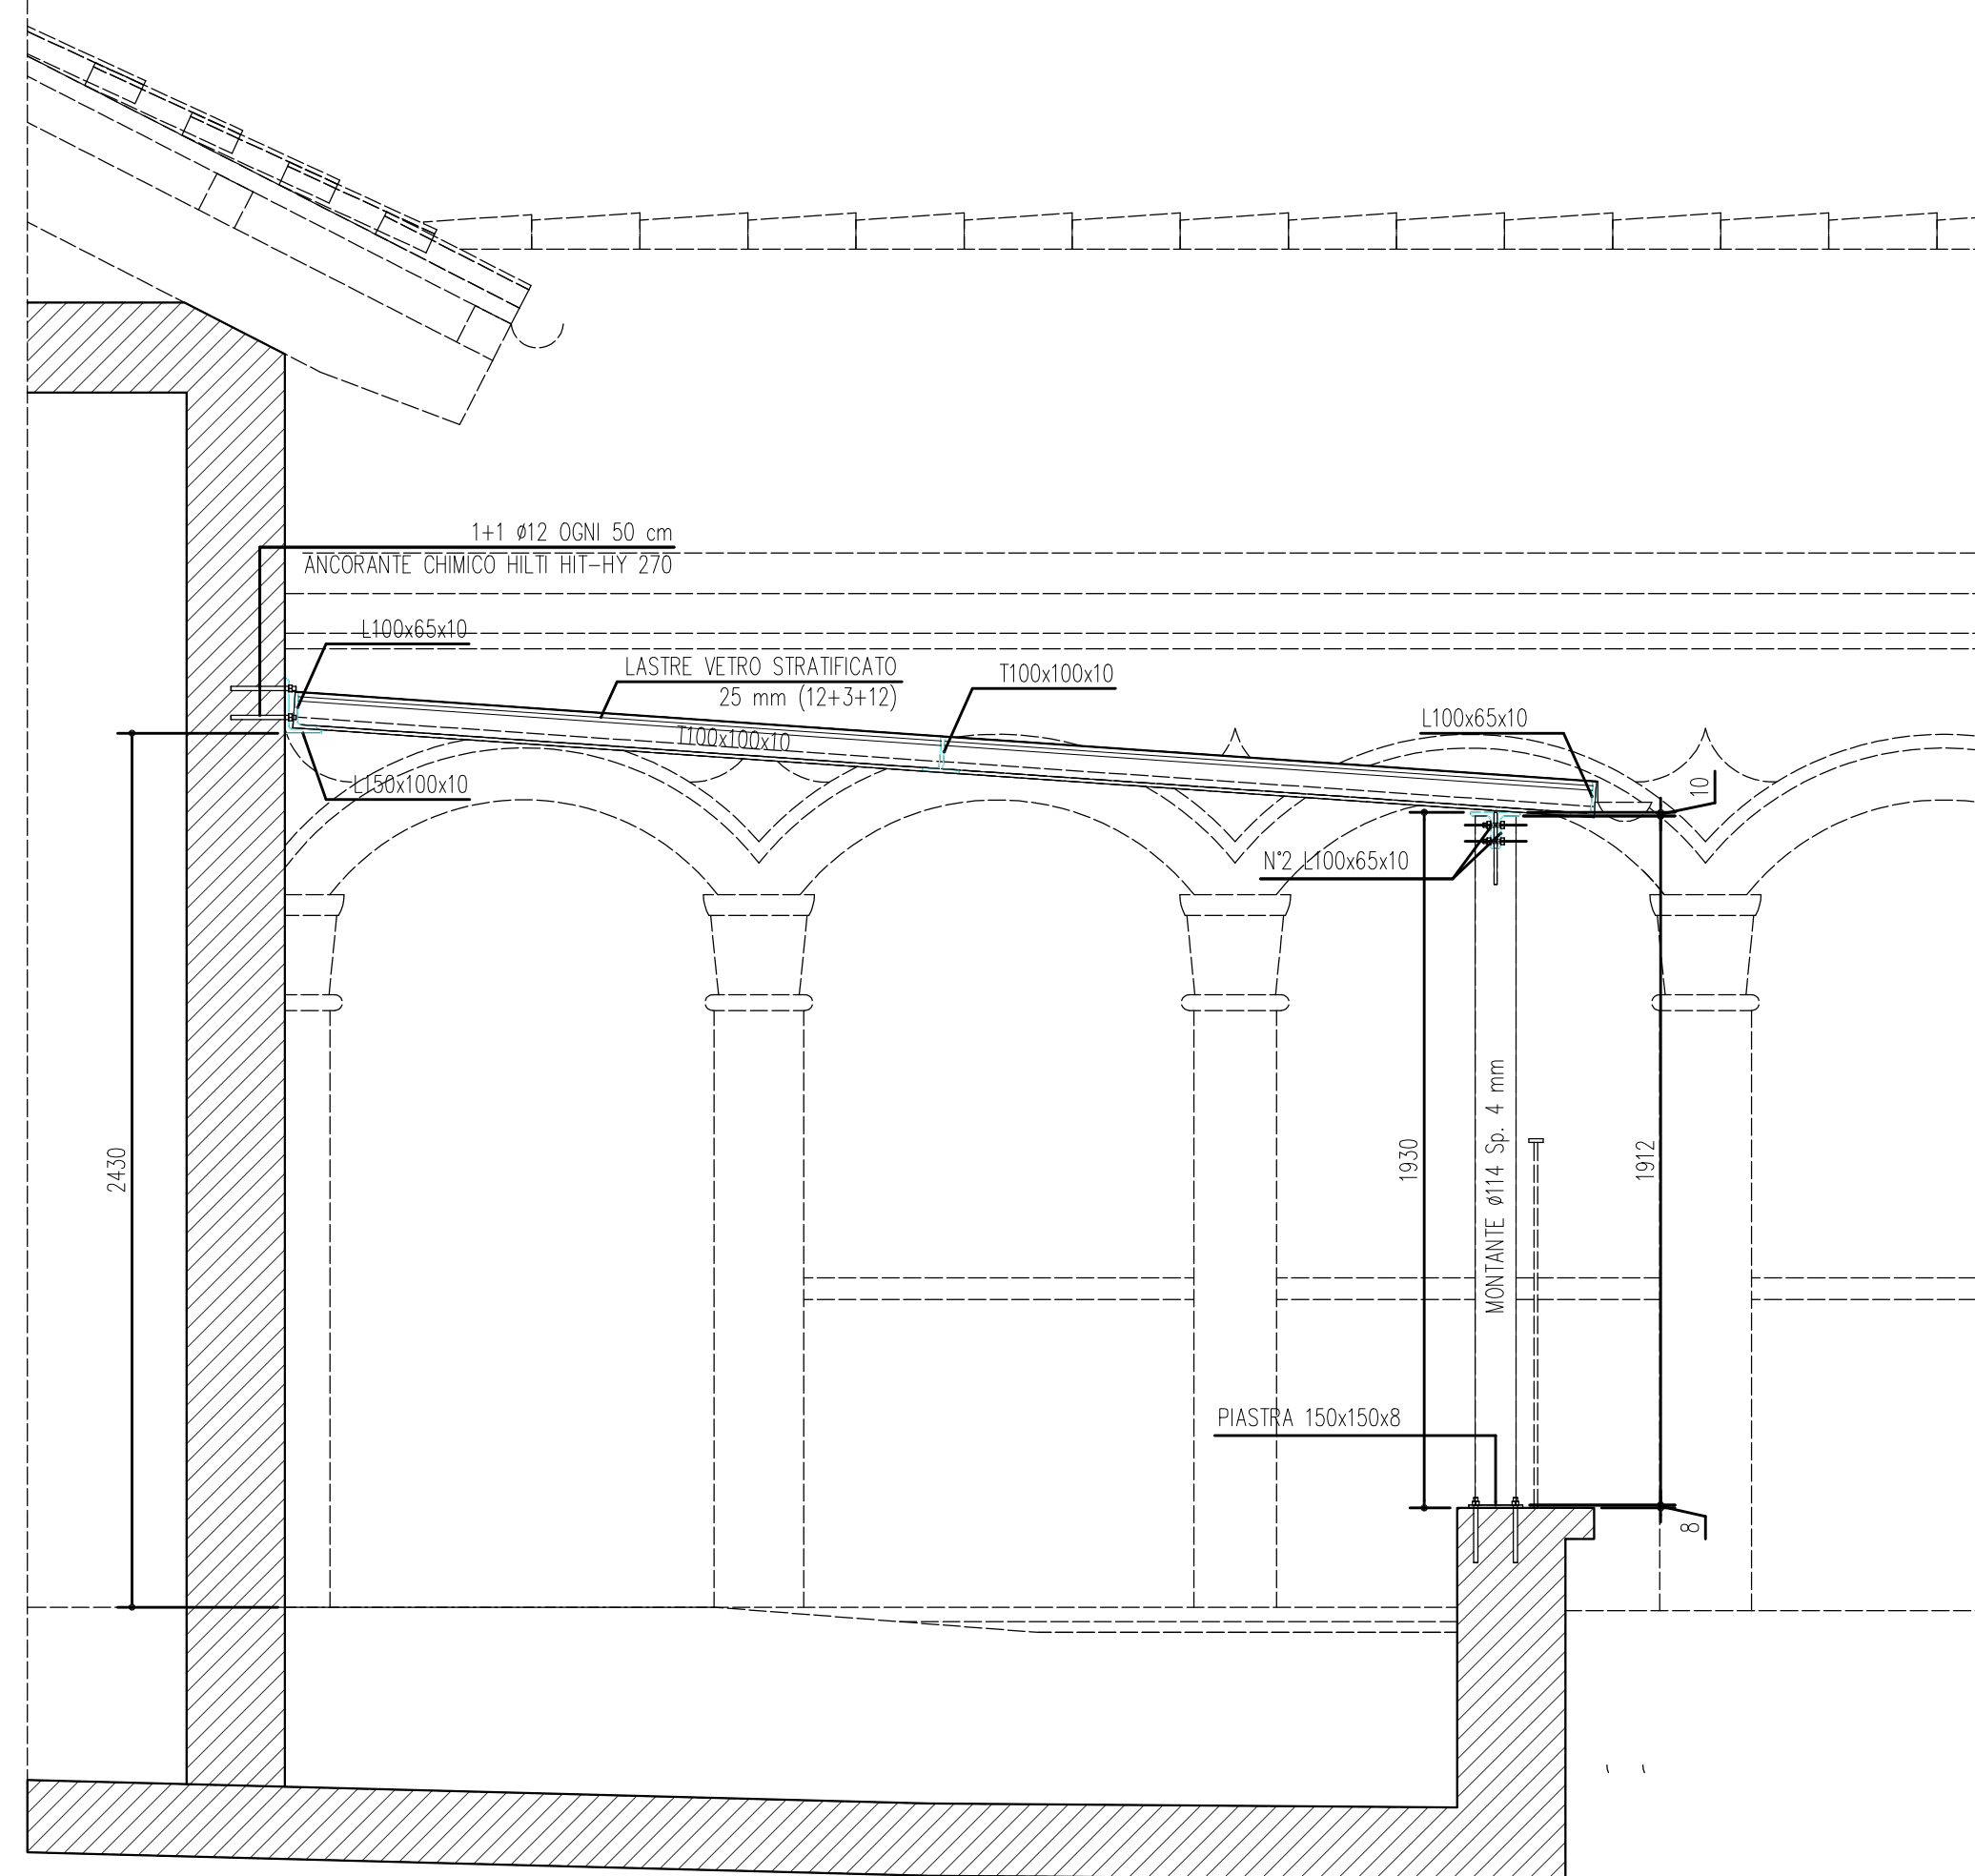 1+1 ø12 OGNI 50 cm
ANCORANTE CHIMICO HILTI HIT-HY 270
L100x65x10
LASTRE VETRO STRATIFICATO
25 mm (12+3+12)
T100x100x10
L100x65x10
T100x100x10
L150x100x10
10
N°2 L100x65x10
2430
1930
MONTANTE ø114 Sp. 4 mm
1912
PIASTRA 150x150x8
8